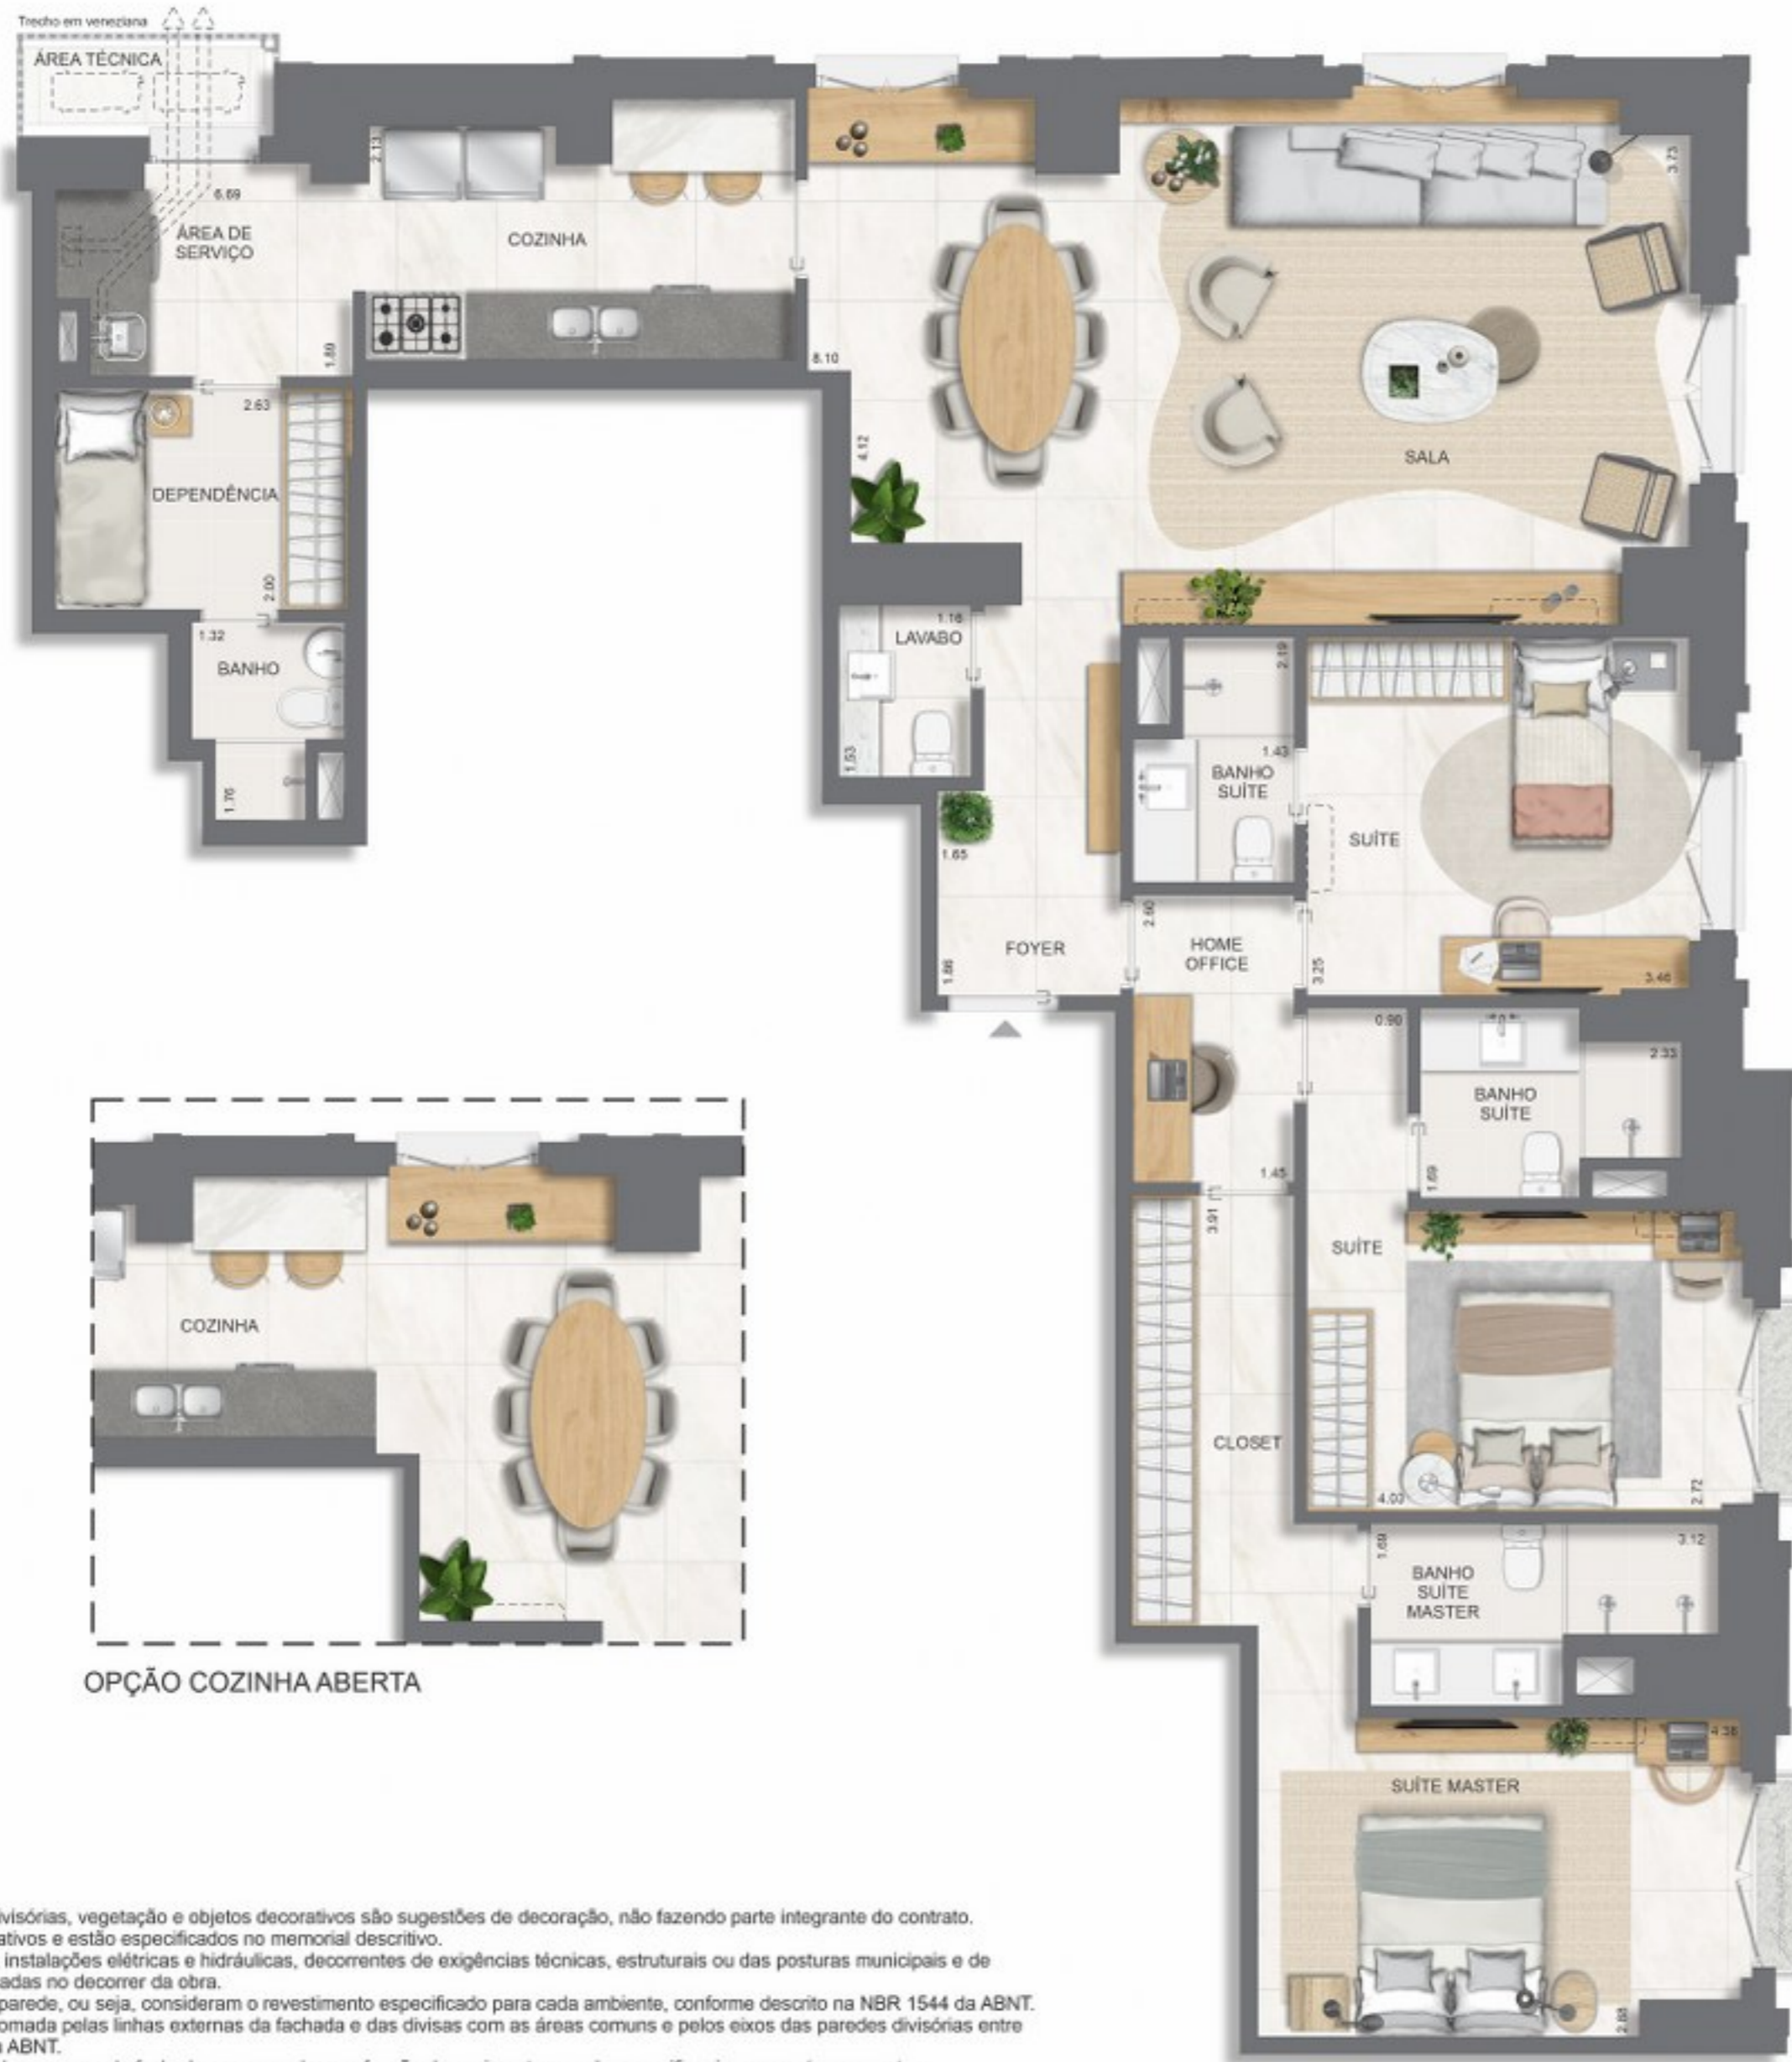 Trecho em veneziana
ÁREA TÉCNICA
2.13
6.69
ÁREA DE
SERVIÇO
COZINHA
3.73
1.89
8.10
4.12
SALA
2.63
DEPENDÊNCIA
2.00
1.32
BANHO
1.76
1.16
LAVABO
1.53
2.19
1.43
BANHO
SUÍTE
SUÍTE
1.65
FOYER
1.86
2.60
HOME
OFFICE
3.25
3.46
0.90
2.33
BANHO
SUÍTE
1.69
1.45
3.91
SUÍTE
CLOSET
4.00
2.72
1.69
3.12
BANHO
SUÍTE
MASTER
4.38
SUÍTE MASTER
2.88
COZINHA
OPÇÃO COZINHA ABERTA
visórias, vegetação e objetos decorativos são sugestões de decoração, não fazendo parte integrante do contrato.
ativos e estão especificados no memorial descritivo.
instalações elétricas e hidráulicas, decorrentes de exigências técnicas, estruturais ou das posturas municipais e de
adas no decorrer da obra.
parede, ou seja, consideram o revestimento especificado para cada ambiente, conforme descrito na NBR 1544 da ABNT.
omada pelas linhas externas da fachada e das divisas com as áreas comuns e pelos eixos das paredes divisórias entre
ABNT.